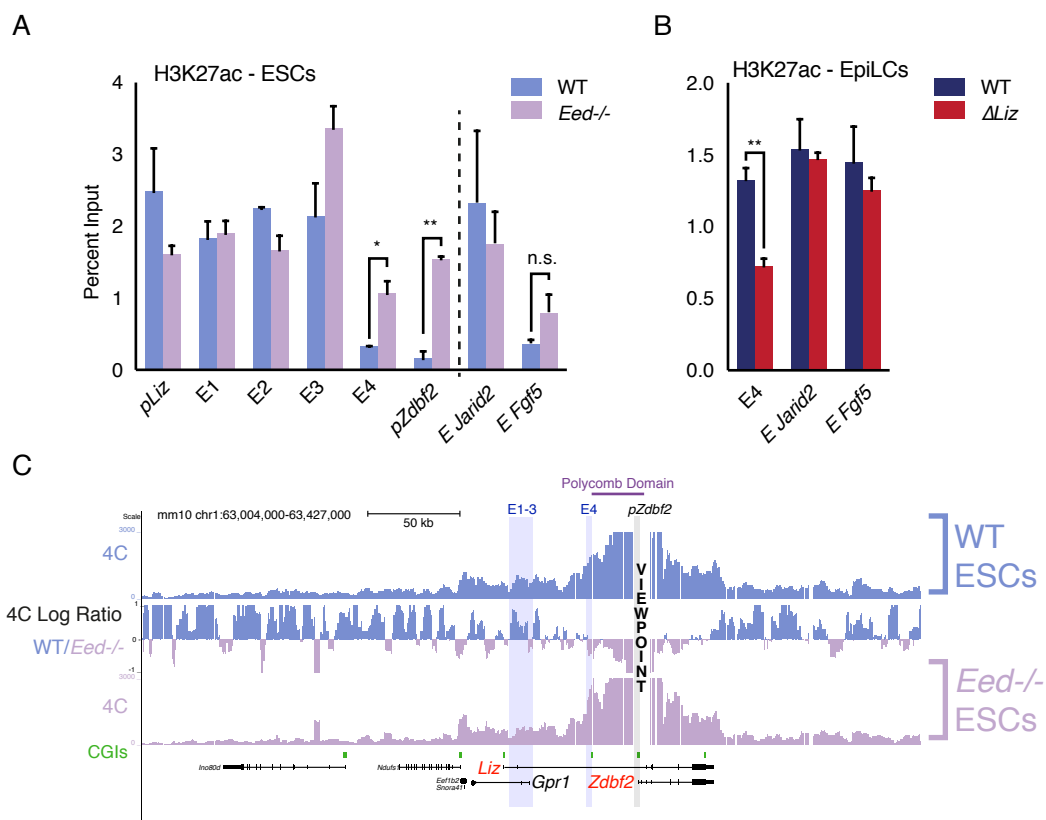 A
H3K27ac - ESCs
WT
Eed-/-
Percent Input
4
3
2
1
0
*
**
n.s.
pLiz
E1
E2
E3
E4
pZdbf2
E Jarid2
E Fgf5
B
H3K27ac - EpiLCs
WT
ΔLiz
2.0
1.5
1.0
0.5
0.0
**
E4
E Jarid2
E Fgf5
C
Polycomb Domain
Scale
mm10 chr1:63,004,000-63,427,000
50 kb
E1-3
E4
pZdbf2
3000
4C
0
WT
ESCs
VIEWPOINT
4C Log Ratio
WT/Eed-/-
1
0
-1
3000
4C
0
Eed-/-
ESCs
CGIs
Ino80d
Ndufs1
Eef1b2
Snora41
Liz
Gpr1
Zdbf2